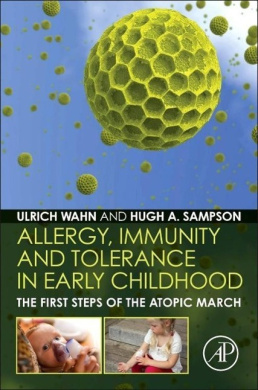 ULRICH WAHN AND HUGH A. SAMPSON
ALLERGY, IMMUNITY
AND TOLERANCE
IN EARLY CHILDHOOD
THE FIRST STEPS OF THE ATOPIC MARCH
AP